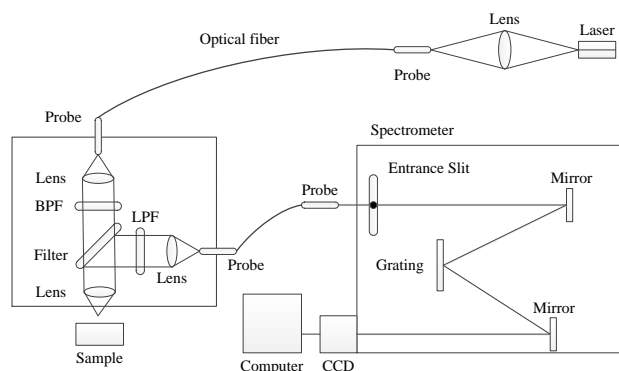 Lens
Laser
Optical fiber
Probe
Probe
Spectrometer
Lens
Entrance Slit
Probe
Mirror
BPF
LPF
Filter
Probe
Grating
Lens
Lens
Mirror
Sample
Computer
CCD